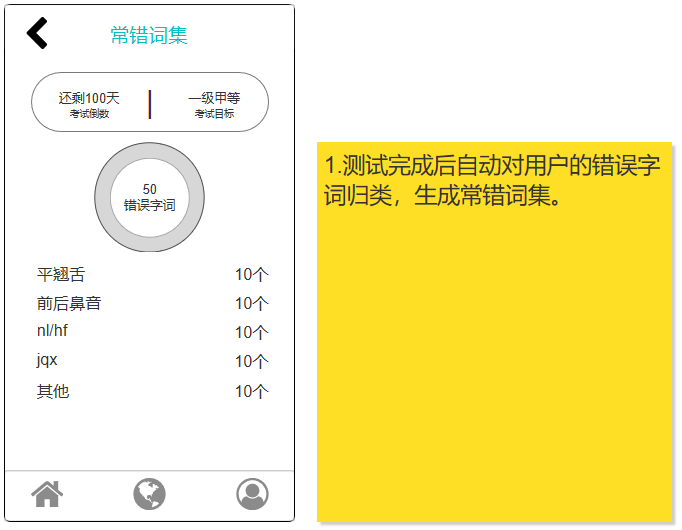 常错词集
还剩100天
一级甲等
考试倒数
考试目标
50
错误字词
平翘舌 10个
前后鼻音 10个
nl/hf 10个
jqx 10个
其他 10个
1.测试完成后自动对用户的错误字
词归类，生成常错词集。